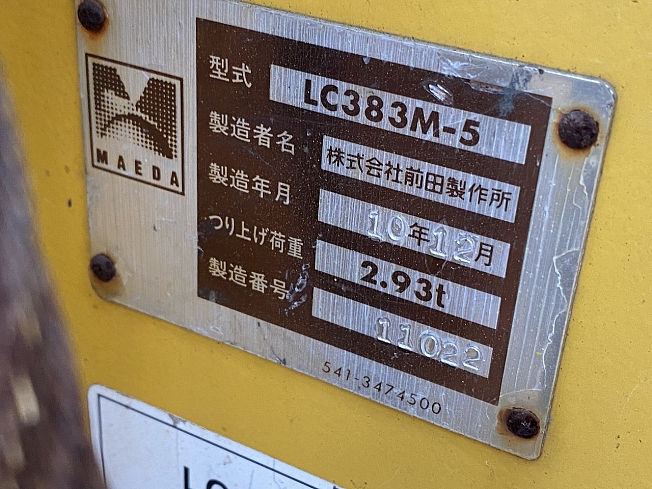 MAEDA
型式 LC383M-5
製造者名 株式会社前田製作所
製造年月 10年12月
つり上げ荷重 2.93t
製造番号 11022
541-3474500